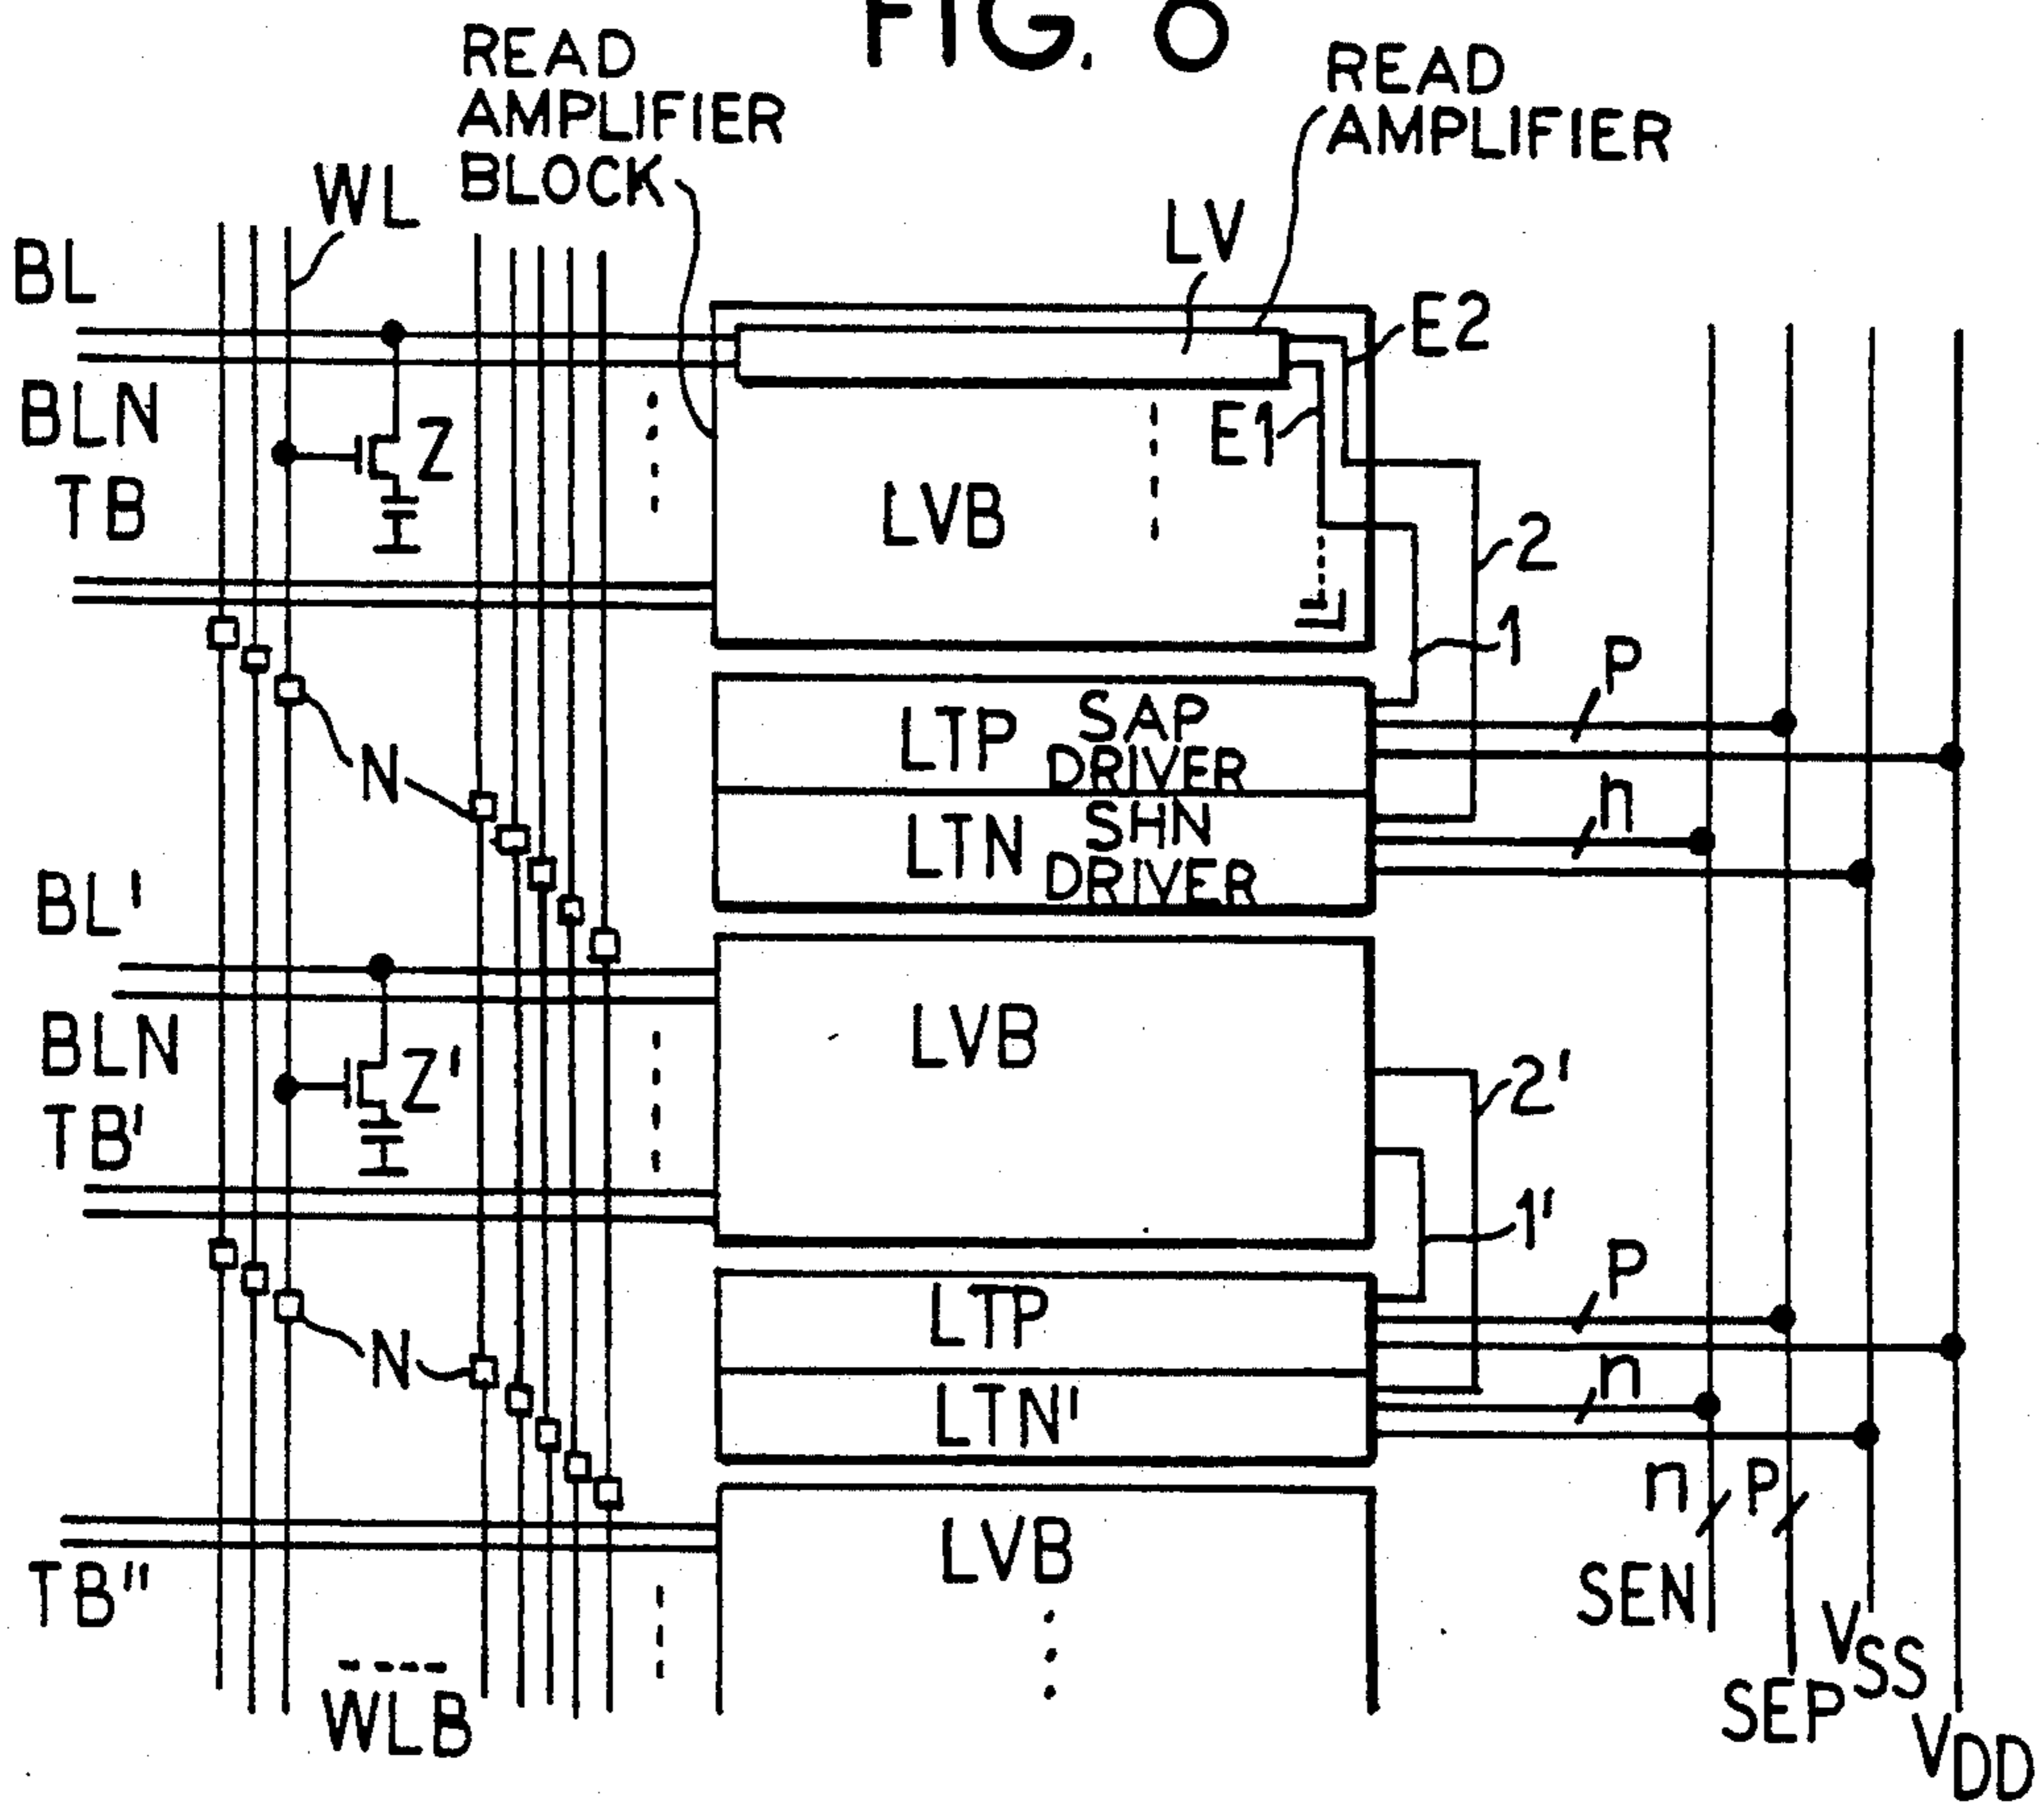 FIG. 6
READ
AMPLIFIER
BLOCK
READ
AMPLIFIER
WL
LV
BL
E2
BLN
Z
E1
TB
LVB
2
1
P
LTP SAP
DRIVER
N
n
LTN SHN
DRIVER
BL'
LVB
BLN
Z'
2'
TB'
1'
P
LTP
N
n
LTN'
n P
LVB
TB"
SEN
VSS
WLB
SEP
VDD